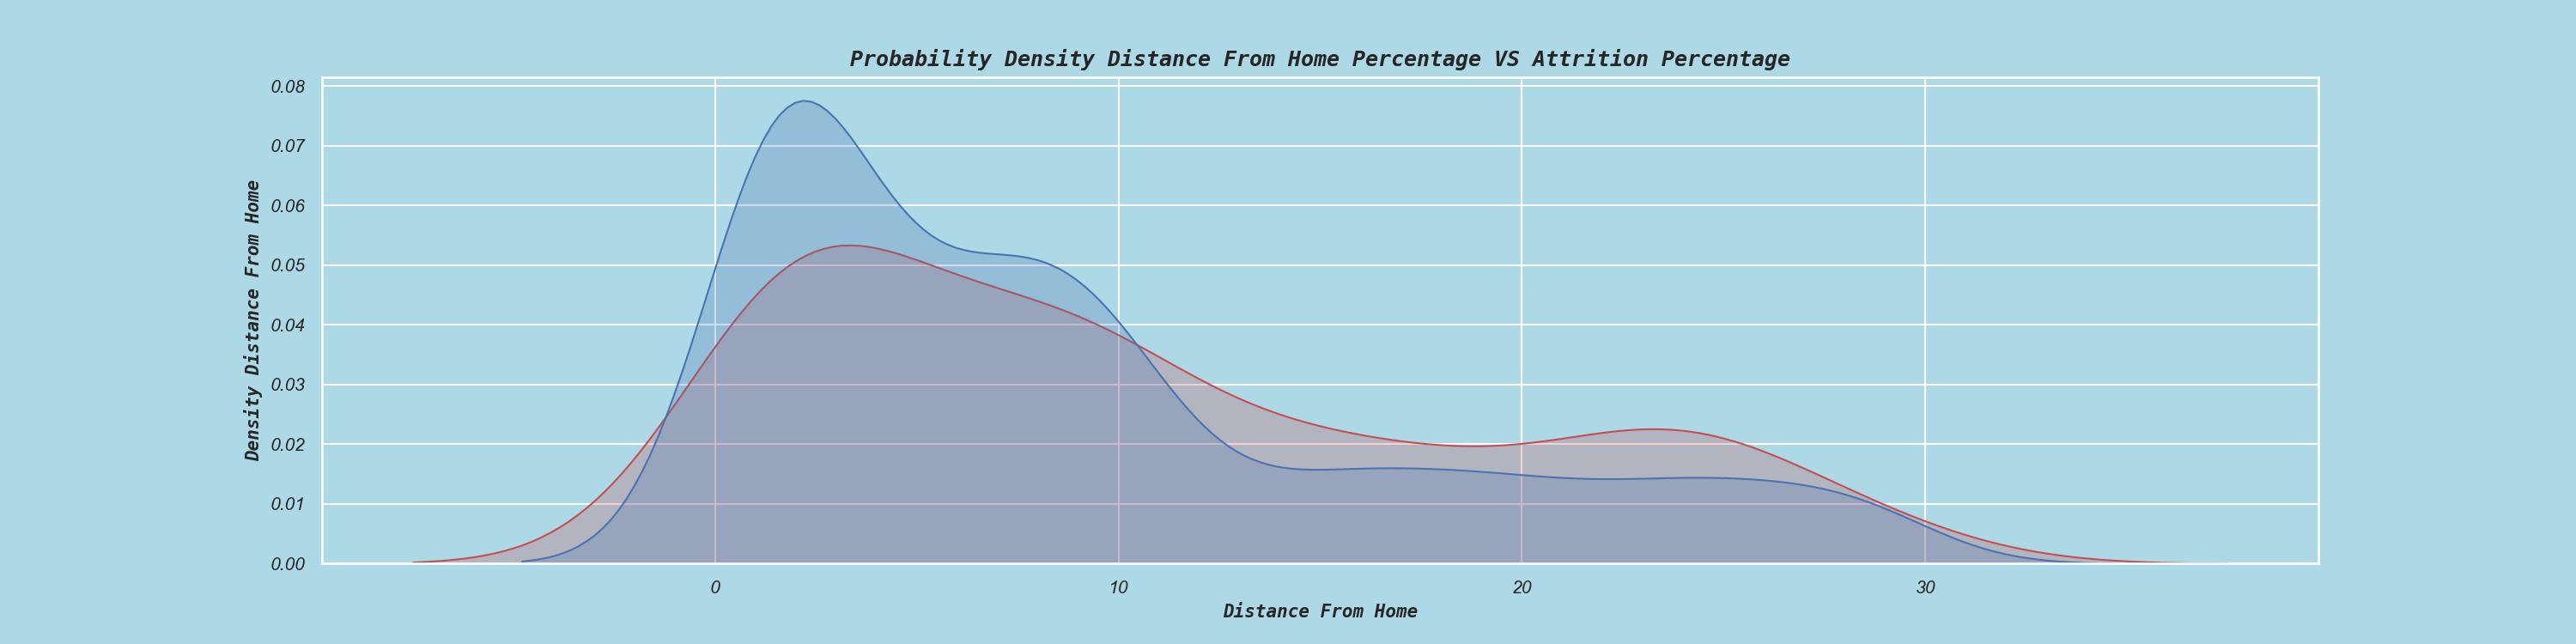 Probability Density Distance From Home Percentage VS Attrition Percentage
0.08
0.07
0.06
0.05
0.04
0.03
0.02
0.01
0.00
Density Distance From Home
0 10 20 30
Distance From Home